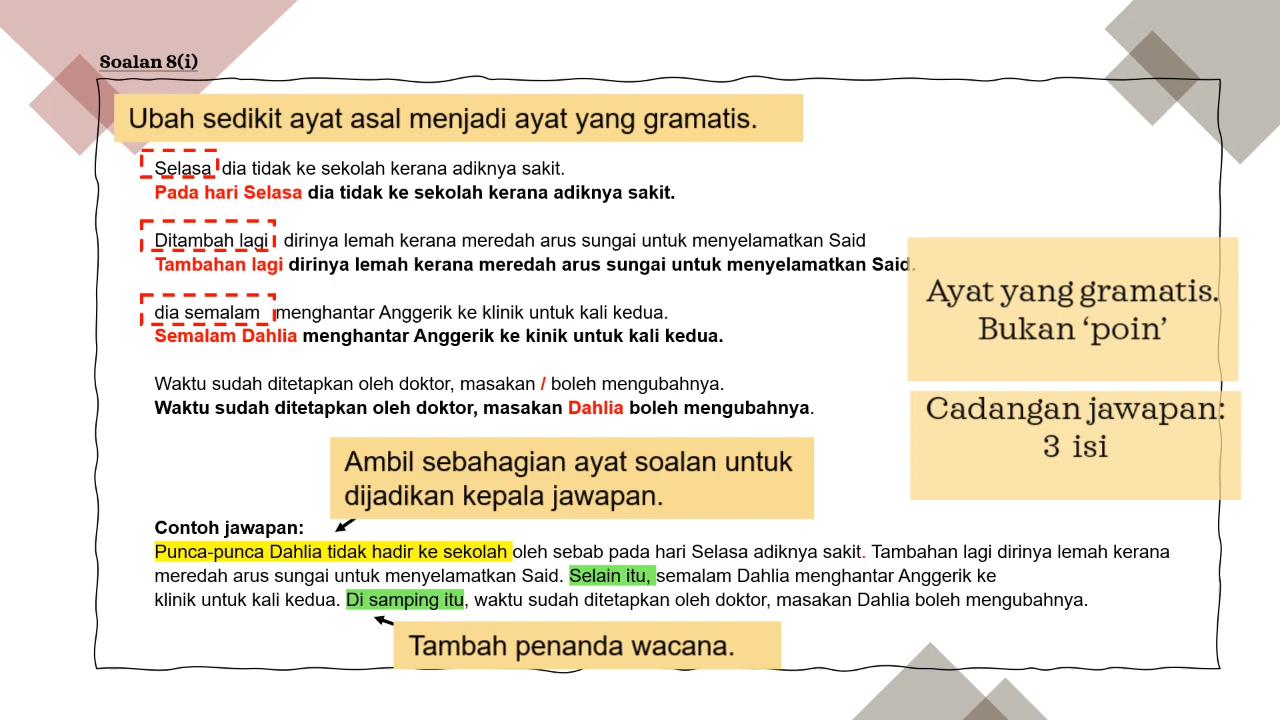 Soalan 8(i)
Ubah sedikit ayat asal menjadi ayat yang gramatis.
Selasa dia tidak ke sekolah kerana adiknya sakit.
Pada hari Selasa dia tidak ke sekolah kerana adiknya sakit.
Ditambah lagi dirinya lemah kerana meredah arus sungai untuk menyelamatkan Said
Tambahan lagi dirinya lemah kerana meredah arus sungai untuk menyelamatkan Said.
dia semalam menghantar Anggerik ke klinik untuk kali kedua.
Semalam Dahlia menghantar Anggerik ke kinik untuk kali kedua.
Waktu sudah ditetapkan oleh doktor, masakan / boleh mengubahnya.
Waktu sudah ditetapkan oleh doktor, masakan Dahlia boleh mengubahnya.
Ayat yang gramatis.
Bukan ‘poin’
Cadangan jawapan:
3 isi
Ambil sebahagian ayat soalan untuk
dijadikan kepala jawapan.
Contoh jawapan:
Punca-punca Dahlia tidak hadir ke sekolah oleh sebab pada hari Selasa adiknya sakit. Tambahan lagi dirinya lemah kerana
meredah arus sungai untuk menyelamatkan Said. Selain itu, semalam Dahlia menghantar Anggerik ke
klinik untuk kali kedua. Di samping itu, waktu sudah ditetapkan oleh doktor, masakan Dahlia boleh mengubahnya.
Tambah penanda wacana.